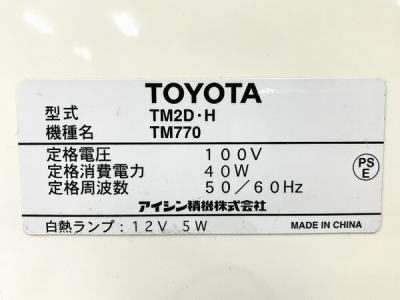 TOYOTA
型式 TM2D·H
機種名 TM770
定格電圧 100V
定格消費電力 40W
定格周波数 50/60Hz
PS
E
アイシン精機株式会社
白熱ランプ：12V 5W MADE IN CHINA